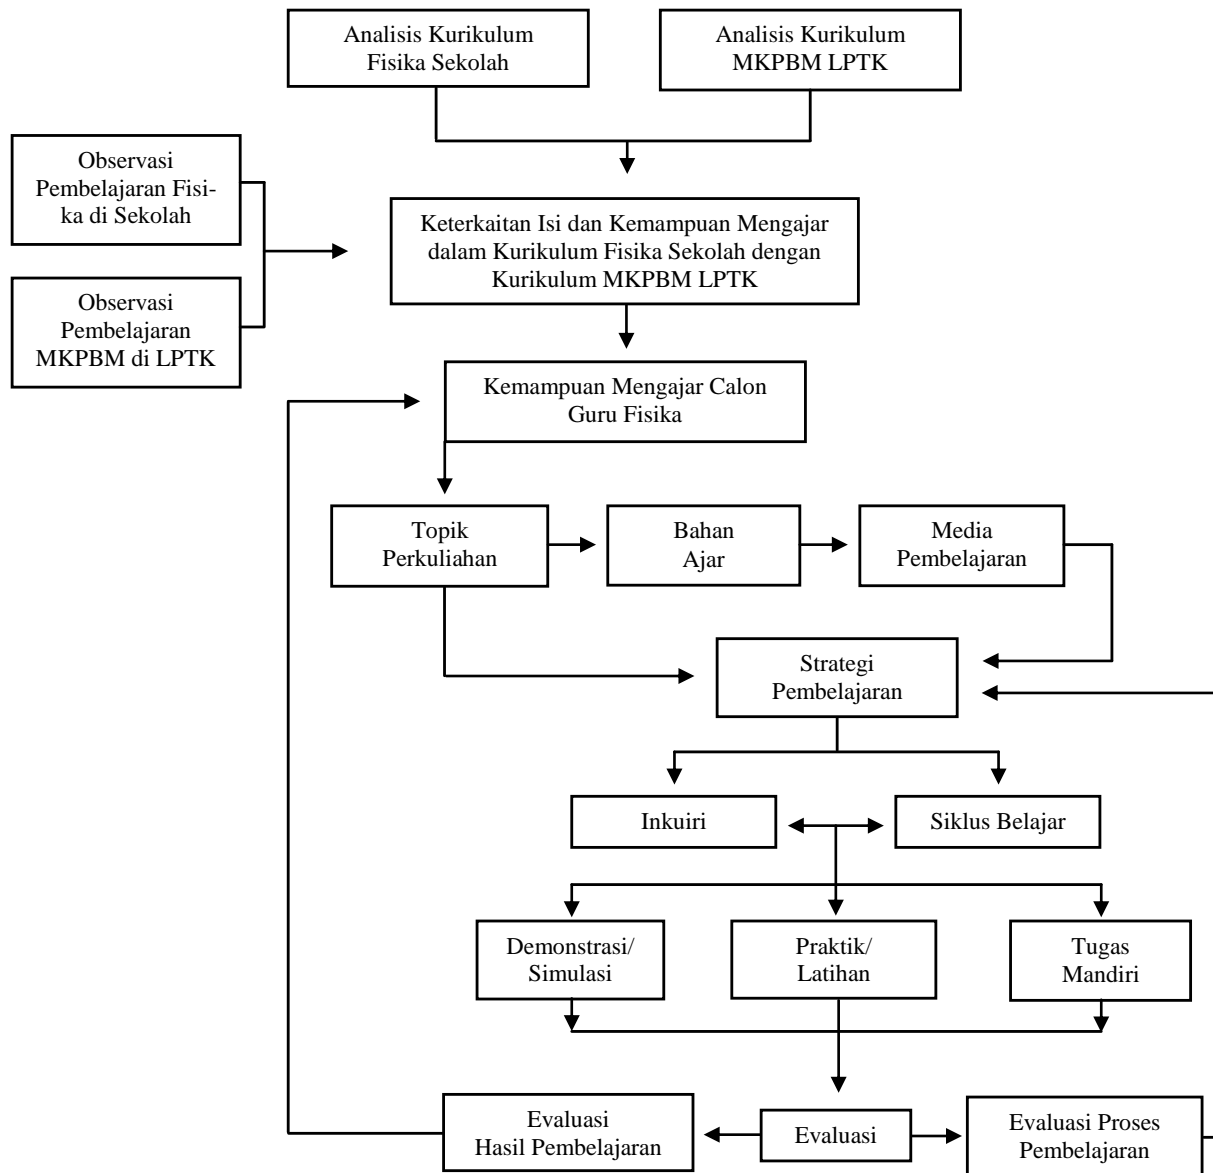 Analisis Kurikulum
Fisika Sekolah
Analisis Kurikulum
MKPBM LPTK
Observasi
Pembelajaran Fisi-
ka di Sekolah
Keterkaitan Isi dan Kemampuan Mengajar
dalam Kurikulum Fisika Sekolah dengan
Kurikulum MKPBM LPTK
Observasi
Pembelajaran
MKPBM di LPTK
Kemampuan Mengajar Calon
Guru Fisika
Topik
Perkuliahan
Bahan
Ajar
Media
Pembelajaran
Strategi
Pembelajaran
Inkuiri
Siklus Belajar
Demonstrasi/
Simulasi
Praktik/
Latihan
Tugas
Mandiri
Evaluasi
Hasil Pembelajaran
Evaluasi
Evaluasi Proses
Pembelajaran